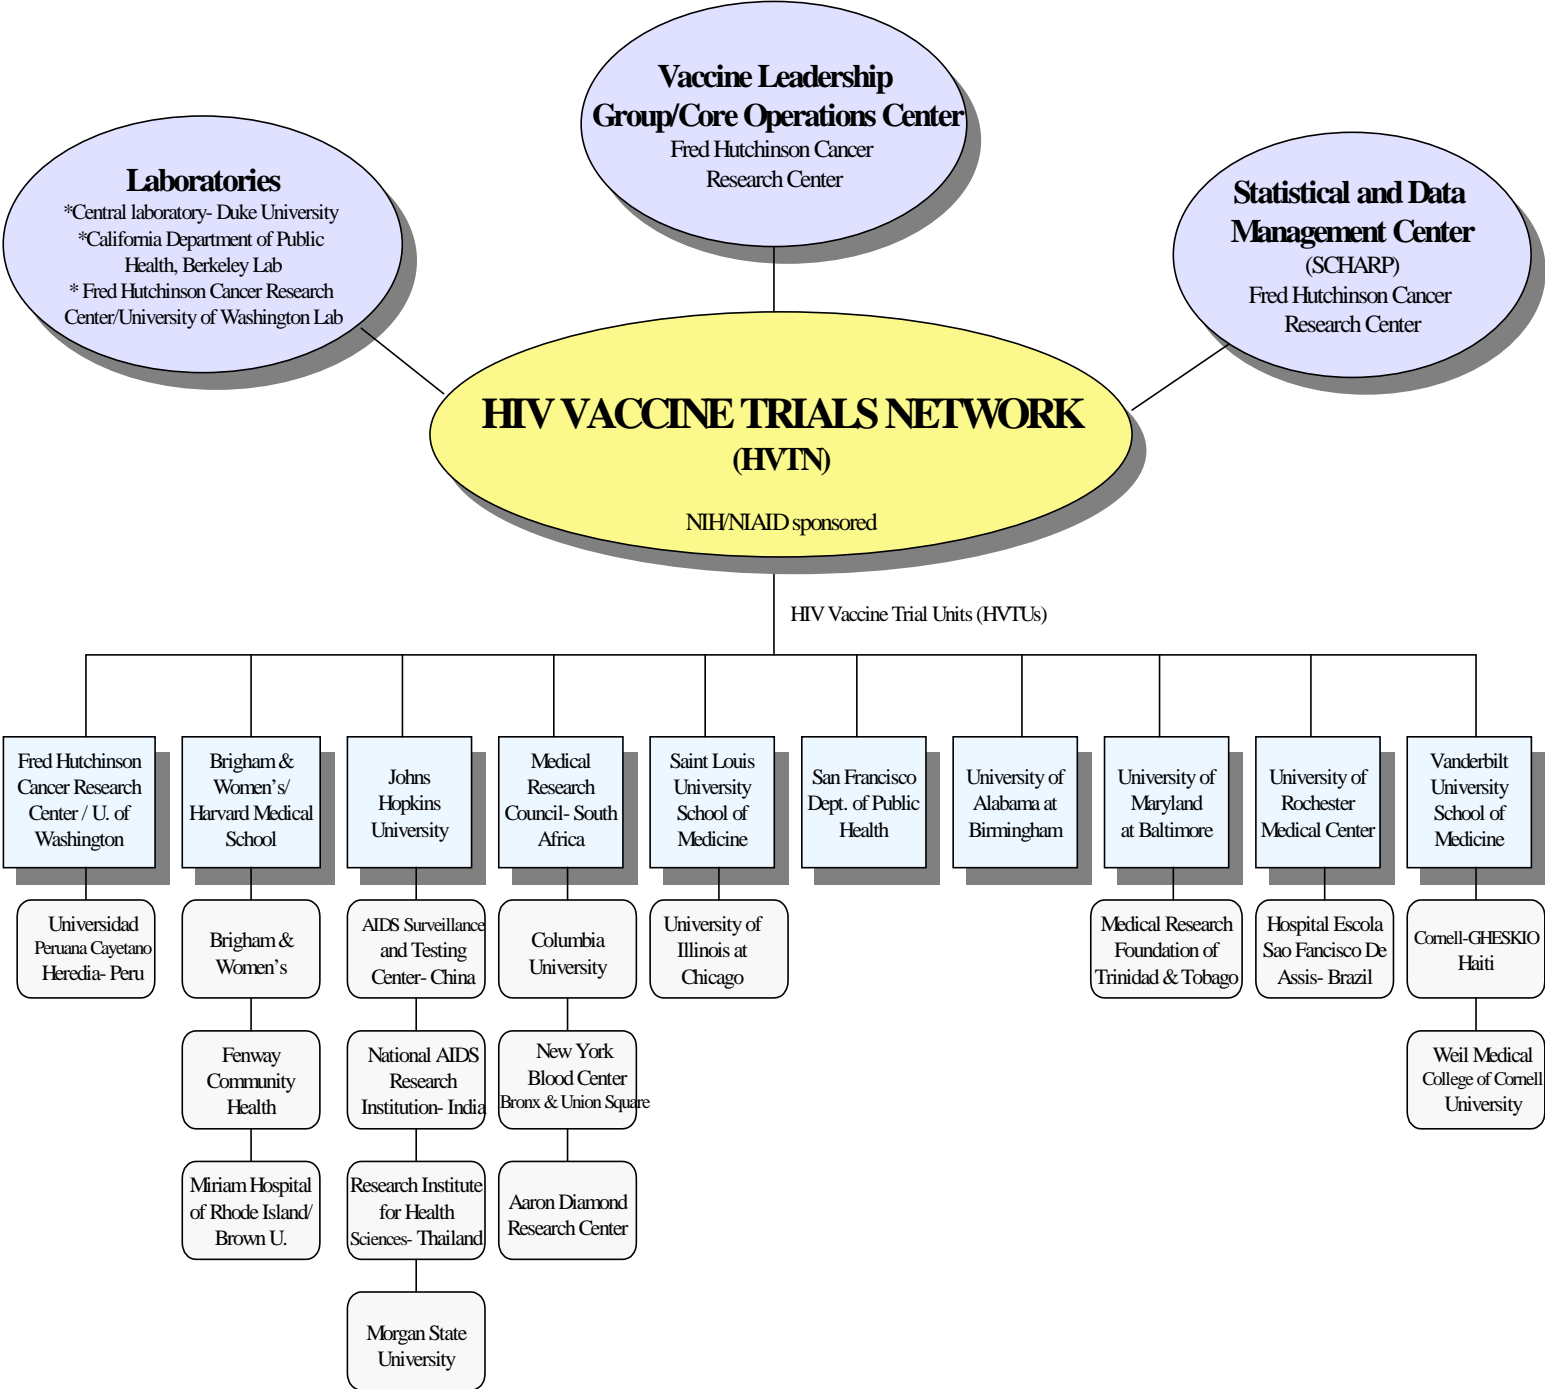 Vaccine Leadership
Group/Core Operations Center
Fred Hutchinson Cancer
Research Center
Laboratories
*Central laboratory- Duke University
*California Department of Public
Health, Berkeley Lab
* Fred Hutchinson Cancer Research
Center/University of Washington Lab
Statistical and Data
Management Center
(SCHARP)
Fred Hutchinson Cancer
Research Center
HIV VACCINE TRIALS NETWORK
(HVTN)
NIH/NIAID sponsored
HIV Vaccine Trial Units (HVTUs)
Fred Hutchinson
Cancer Research
Center / U. of
Washington
Brigham &
Women's/
Harvard Medical
School
Johns
Hopkins
University
Medical
Research
Council- South
Africa
Saint Louis
University
School of
Medicine
San Francisco
Dept. of Public
Health
University of
Alabama at
Birmingham
University of
Maryland
at Baltimore
University of
Rochester
Medical Center
Vanderbilt
University
School of
Medicine
Universidad
Peruana Cayetano
Heredia- Peru
Brigham &
Women's
AIDS Surveillance
and Testing
Center- China
Columbia
University
University of
Illinois at
Chicago
Medical Research
Foundation of
Trinidad & Tobago
Hospital Escola
Sao Fancisco De
Assis- Brazil
Cornell-GHESKIO
Haiti
Fenway
Community
Health
National AIDS
Research
Institution- India
New York
Blood Center
Bronx & Union Square
Weil Medical
College of Cornell
University
Miriam Hospital
of Rhode Island/
Brown U.
Research Institute
for Health
Sciences- Thailand
Aaron Diamond
Research Center
Morgan State
University